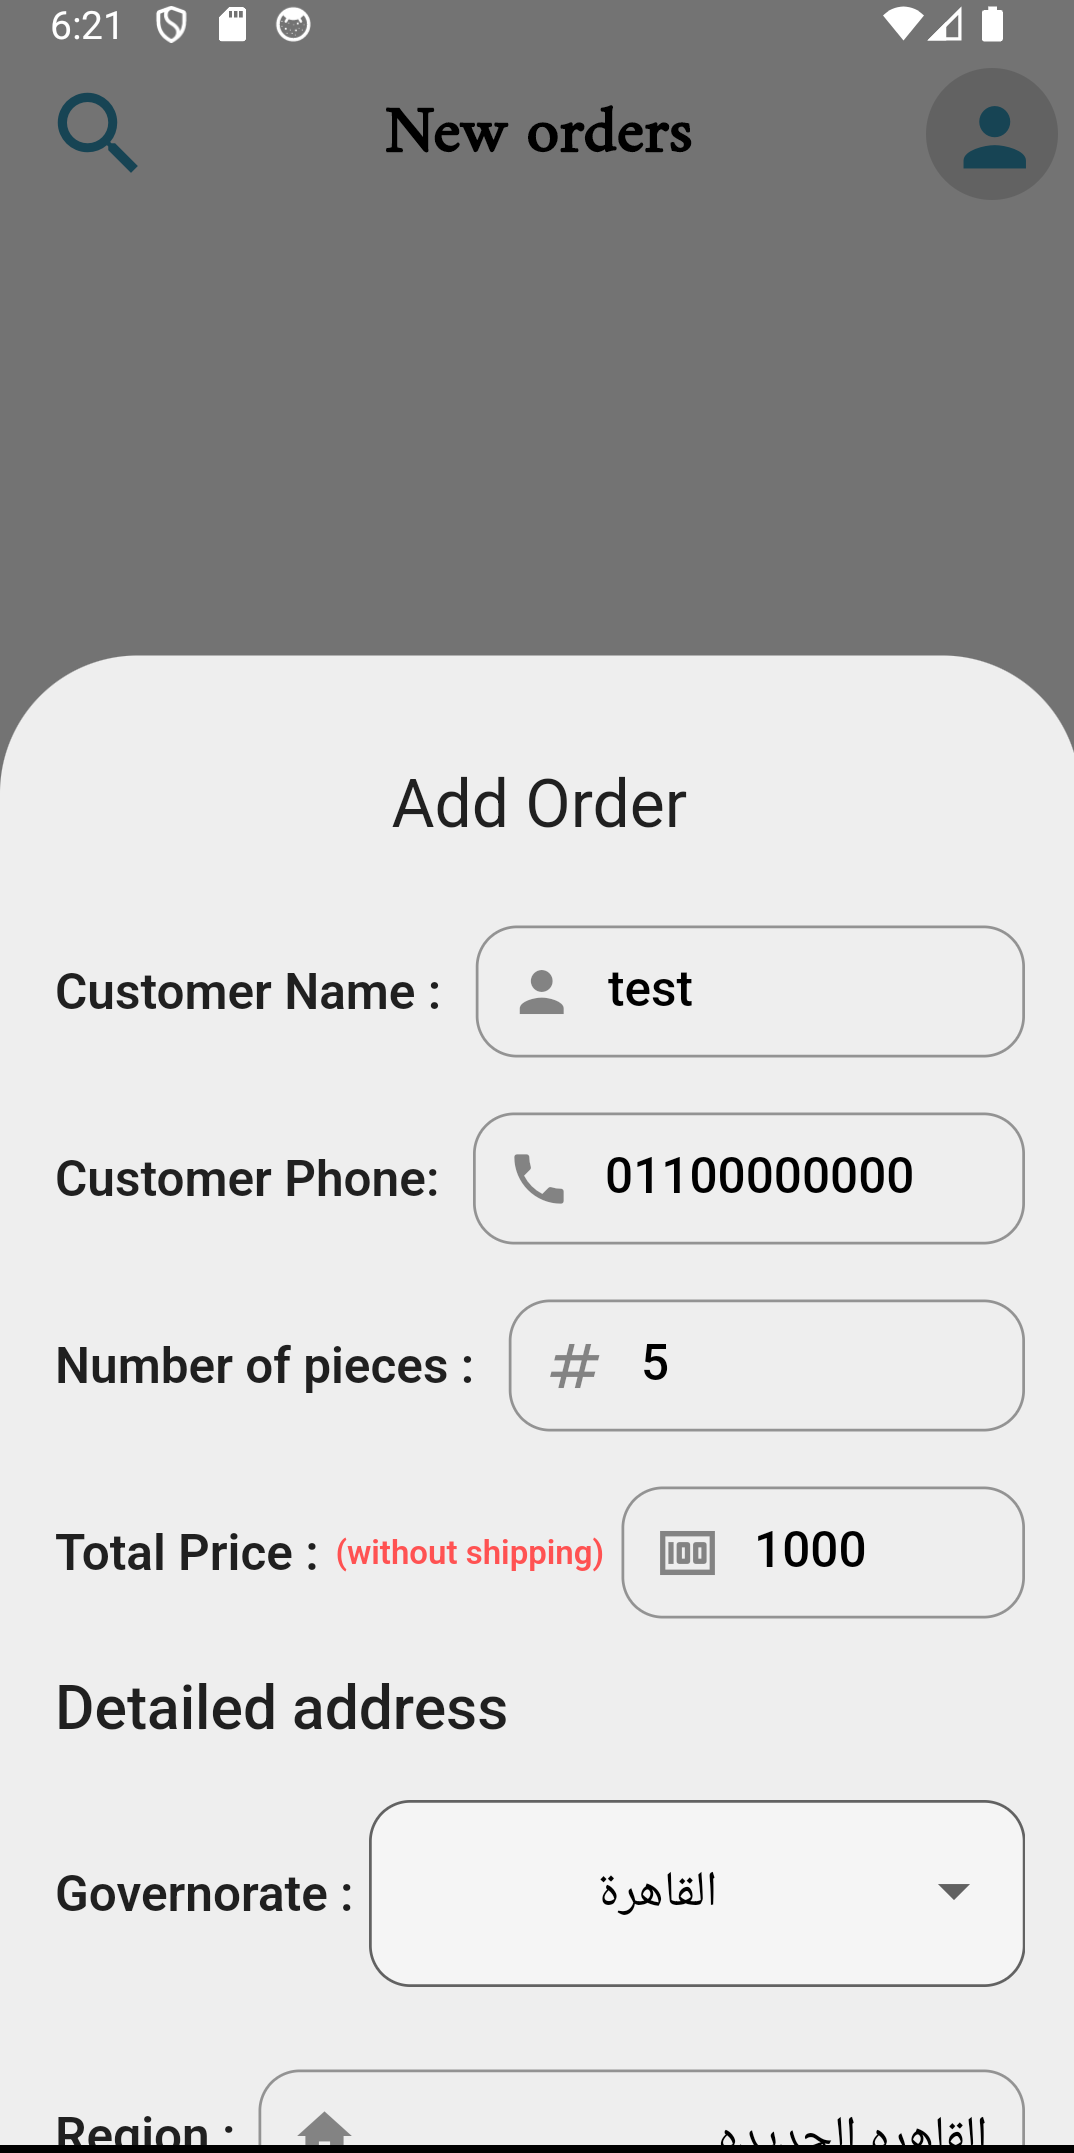 6:21
New orders
Add Order
Customer Name : test
Customer Phone: 01100000000
Number of pieces : # 5
Total Price : (without shipping) 1000
Detailed address
Governorate : القاهرة
Region : القاهره الجديده